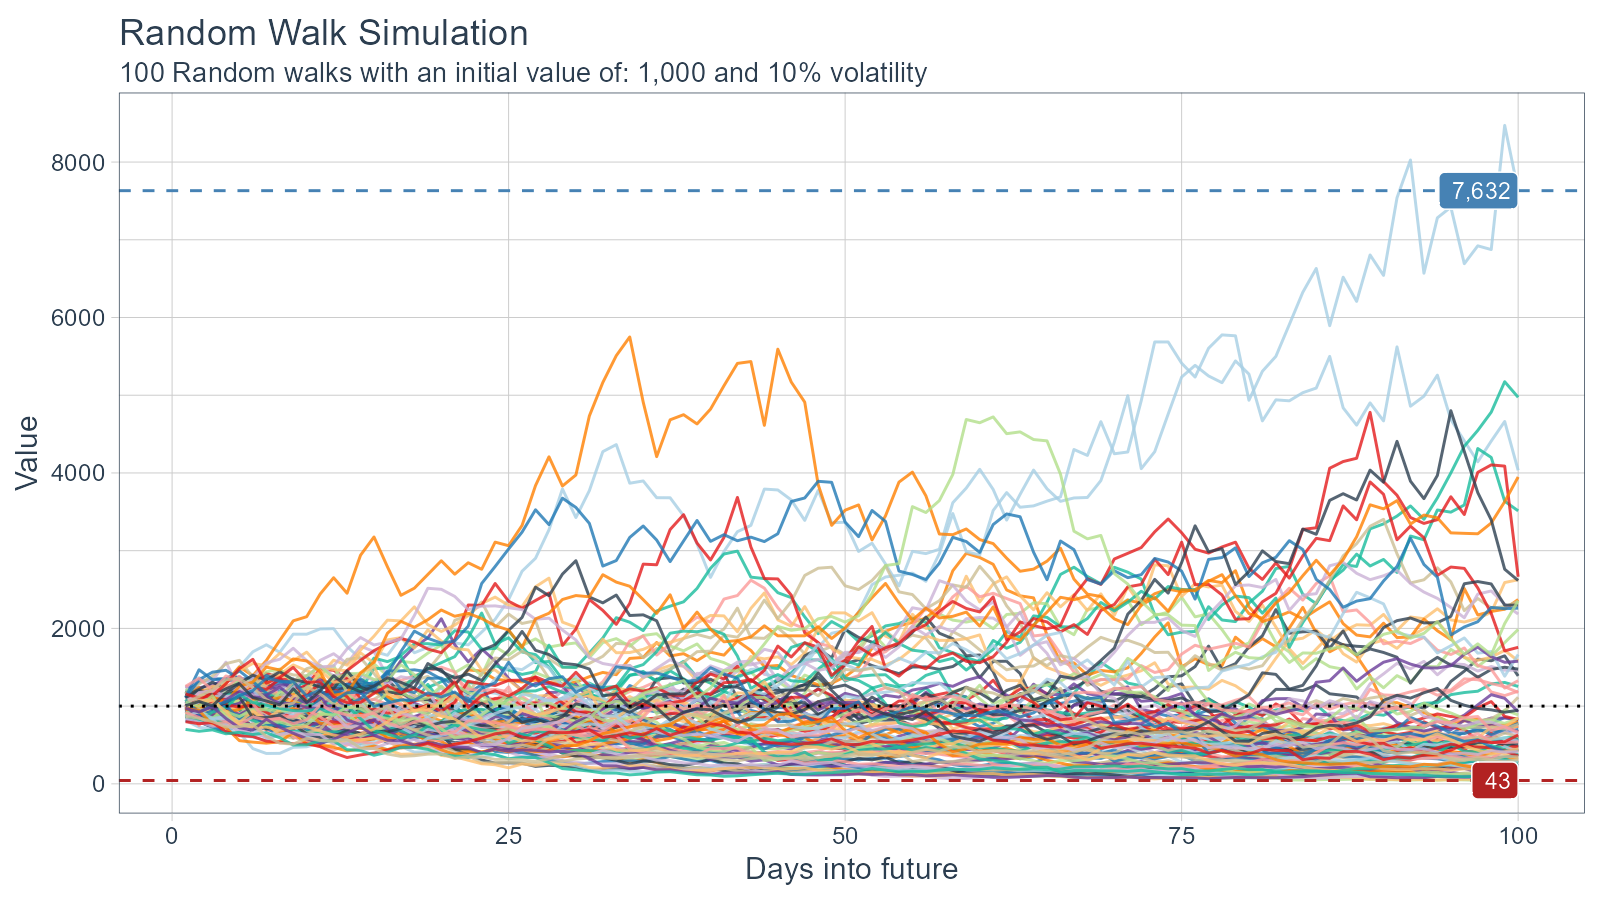 Random Walk Simulation
100 Random walks with an initial value of: 1,000 and 10% volatility
8000
7,632
6000
4000
2000
0
43
Value
0 25 50 75 100
Days into future